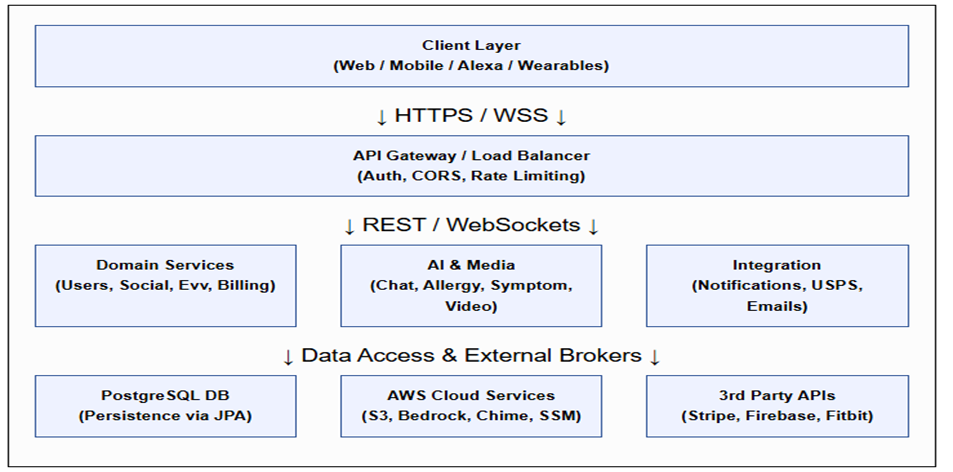 Client Layer
(Web / Mobile / Alexa / Wearables)
↓ HTTPS / WSS ↓
API Gateway / Load Balancer
(Auth, CORS, Rate Limiting)
↓ REST / WebSockets ↓
Domain Services
(Users, Social, Evv, Billing)
AI & Media
(Chat, Allergy, Symptom,
Video)
Integration
(Notifications, USPS,
Emails)
↓ Data Access & External Brokers ↓
PostgreSQL DB
(Persistence via JPA)
AWS Cloud Services
(S3, Bedrock, Chime, SSM)
3rd Party APIs
(Stripe, Firebase, Fitbit)